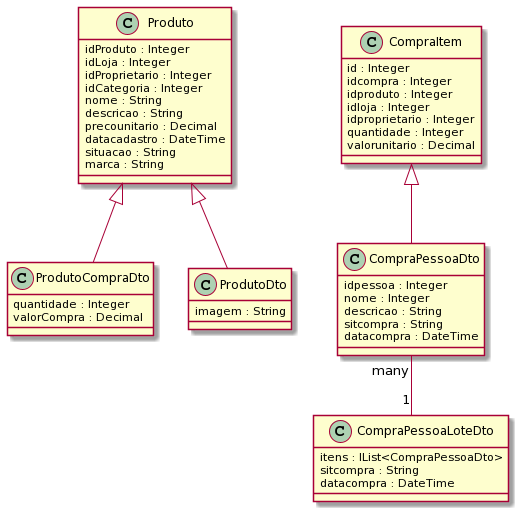 C Produto
idProduto : Integer
idLoja : Integer
idProprietario : Integer
idCategoria : Integer
nome : String
descricao : String
precounitario : Decimal
datacadastro : DateTime
situacao : String
marca : String
C CompraItem
id : Integer
idcompra : Integer
idproduto : Integer
idloja : Integer
idproprietario : Integer
quantidade : Integer
valorunitario : Decimal
C ProdutoCompraDto
quantidade : Integer
valorCompra : Decimal
C ProdutoDto
imagem : String
C CompraPessoaDto
idpessoa : Integer
nome : Integer
descricao : String
sitcompra : String
datacompra : DateTime
many
1
C CompraPessoaLoteDto
itens : IList<CompraPessoaDto>
sitcompra : String
datacompra : DateTime